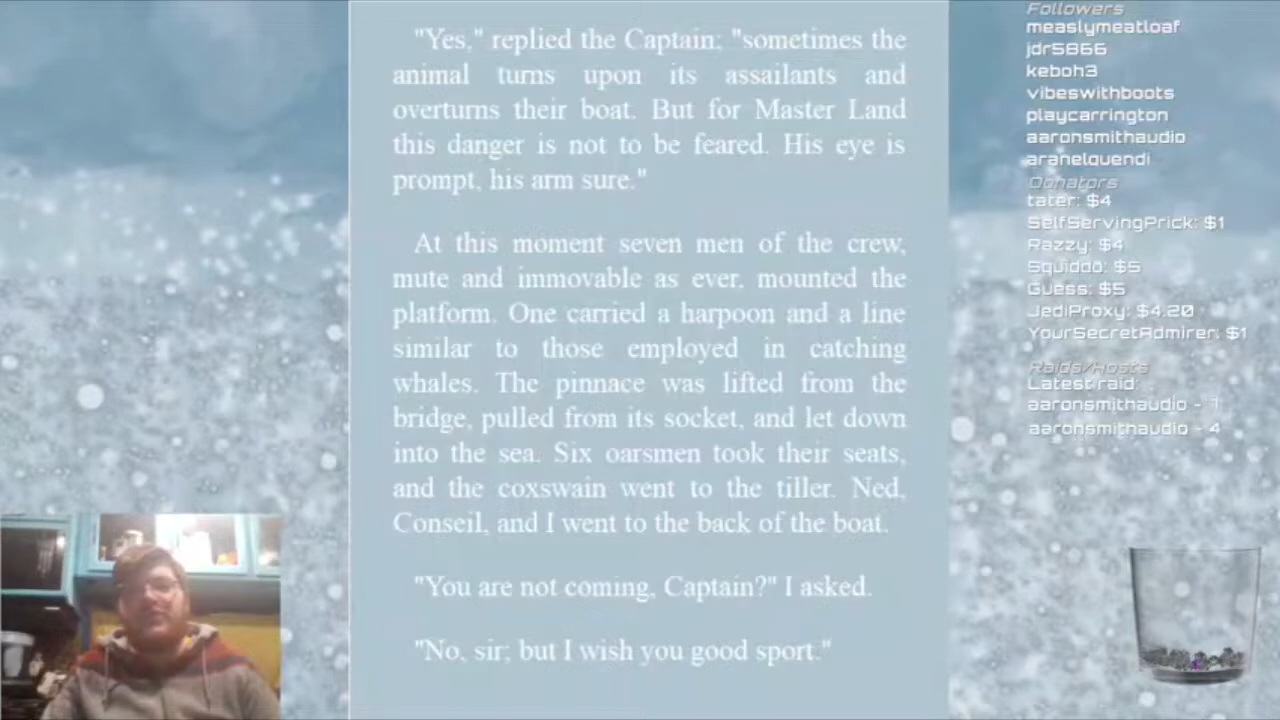 "Yes," replied the Captain; "sometimes the
animal turns upon its assailants and
overturns their boat. But for Master Land
this danger is not to be feared. His eye is
prompt, his arm sure."
At this moment seven men of the crew,
mute and immovable as ever, mounted the
platform. One carried a harpoon and a line
similar to those employed in catching
whales. The pinnace was lifted from the
bridge, pulled from its socket, and let down
into the sea. Six oarsmen took their seats,
and the coxswain went to the tiller. Ned,
Conseil, and I went to the back of the boat.
"You are not coming, Captain?" I asked.
"No, sir; but I wish you good sport."
Followers
measlymeatloaf
jdr5866
keboh3
vibeswithboots
playcarrington
aaronsmithaudio
aranelquendi
Donators
tater: $4
SelfServingPrick: $1
Razzy: $4
Squiddo: $5
Guess: $5
JediProxy: $4.20
YourSecretAdmirer: $1
Raids/Hosts
Latest raid:
aaronsmithaudio - 1
aaronsmithaudio - 4